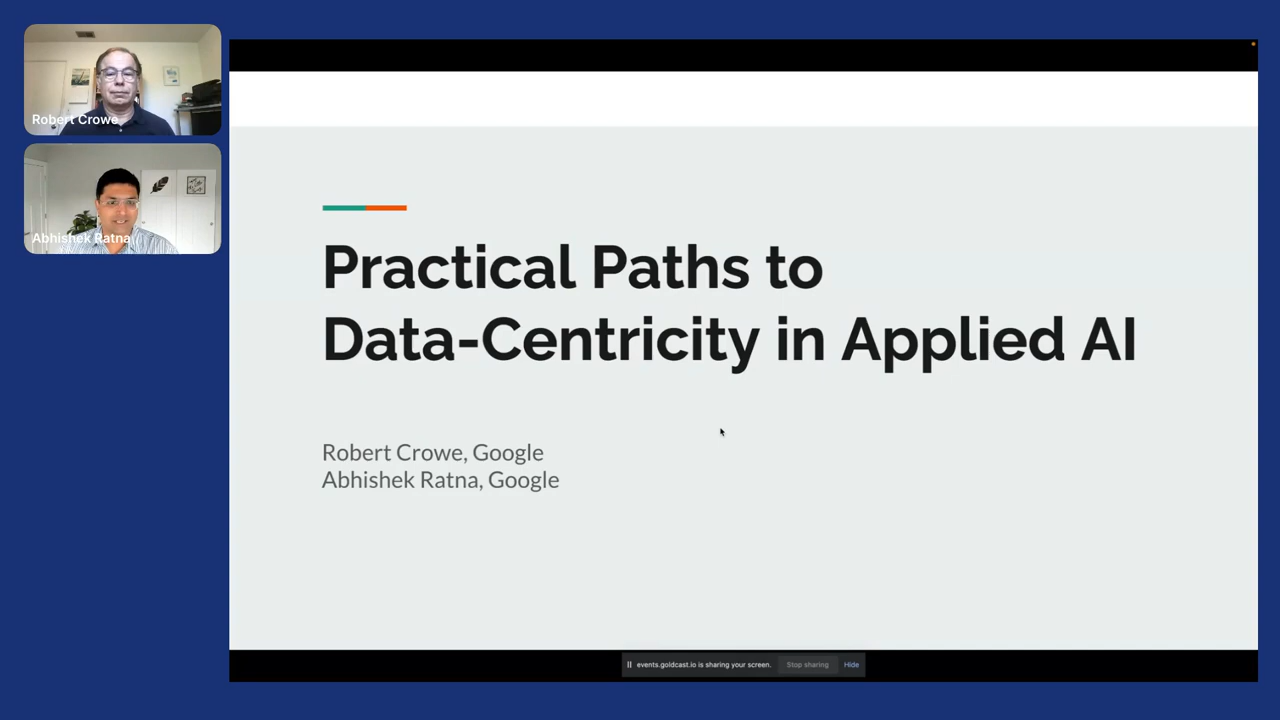 Robert Crowe
Abhishek Ratna
Practical Paths to
Data-Centricity in Applied AI
Robert Crowe, Google
Abhishek Ratna, Google
events.goldcast.io is sharing your screen. Stop sharing Hide